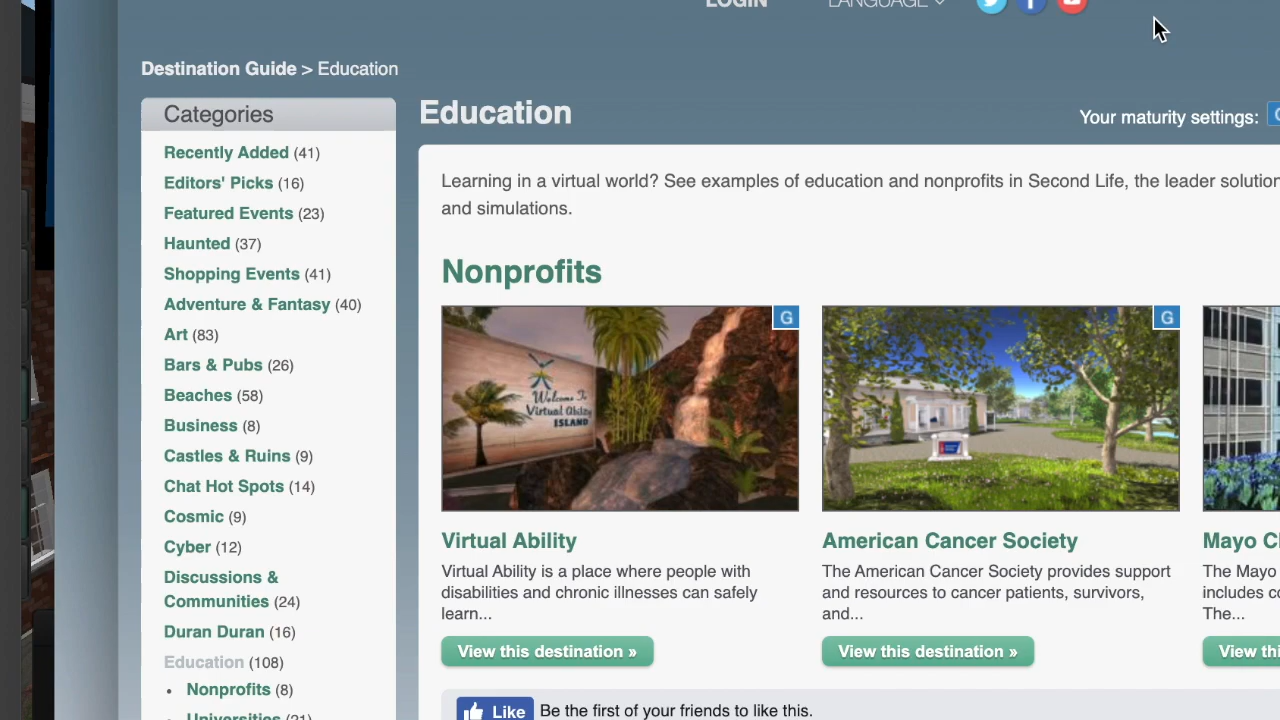 LOGIN
LANGUAGE
Destination Guide > Education
Categories
Recently Added (41)
Editors' Picks (16)
Featured Events (23)
Haunted (37)
Shopping Events (41)
Adventure & Fantasy (40)
Art (83)
Bars & Pubs (26)
Beaches (58)
Business (8)
Castles & Ruins (9)
Chat Hot Spots (14)
Cosmic (9)
Cyber (12)
Discussions &
Communities (24)
Duran Duran (16)
Education (108)
• Nonprofits (8)
• Universities (21)
Education
Your maturity settings:
Learning in a virtual world? See examples of education and nonprofits in Second Life, the leader
and simulations.
Nonprofits
G
Welcome To
Virtual Ability
ISLAND
Virtual Ability
Virtual Ability is a place where people with
disabilities and chronic illnesses can safely
learn...
View this destination »
G
American Cancer Society
The American Cancer Society provides support
and resources to cancer patients, survivors,
and...
View this destination »
Mayo
The Mayo
includes
The...
View
Like
Be the first of your friends to like this.